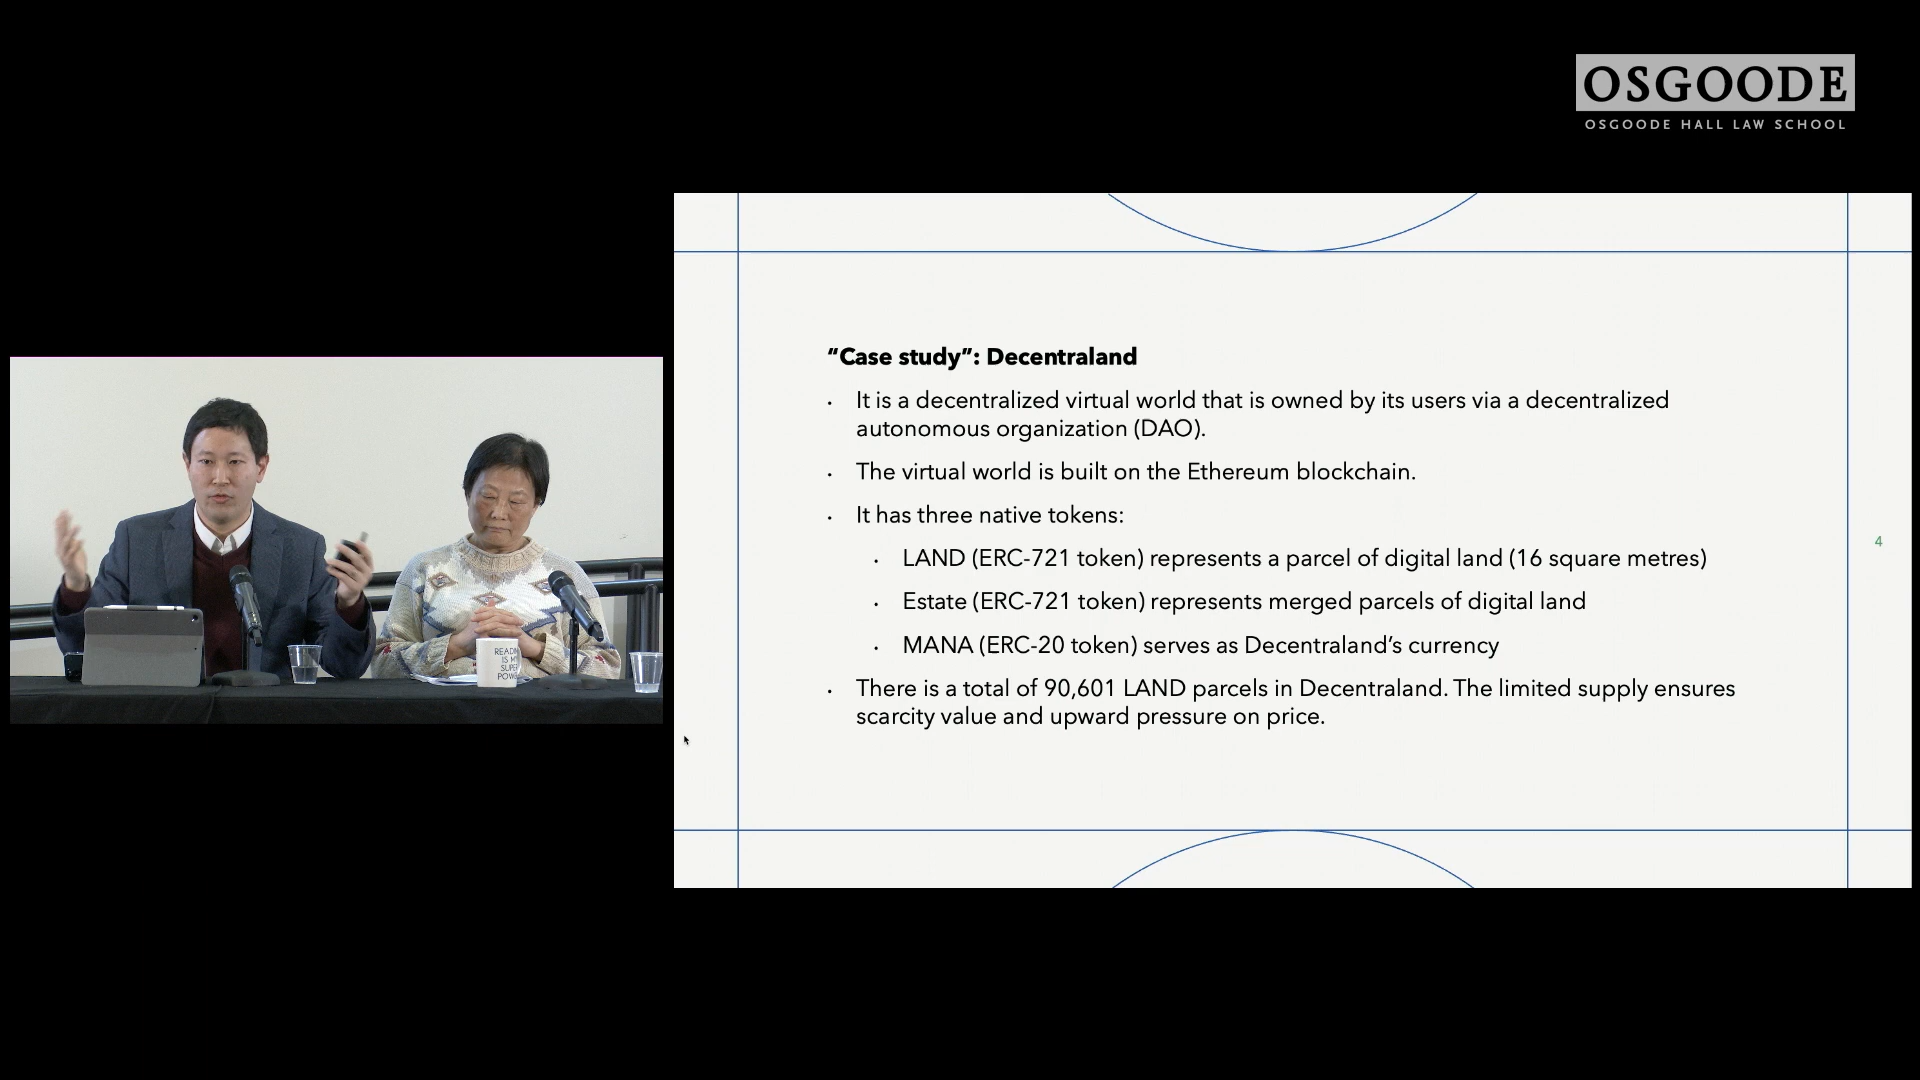 OSGOODE
OSGOODE HALL LAW SCHOOL
“Case study”: Decentraland
· It is a decentralized virtual world that is owned by its users via a decentralized
autonomous organization (DAO).
· The virtual world is built on the Ethereum blockchain.
· It has three native tokens:
· LAND (ERC-721 token) represents a parcel of digital land (16 square metres)
· Estate (ERC-721 token) represents merged parcels of digital land
· MANA (ERC-20 token) serves as Decentraland’s currency
· There is a total of 90,601 LAND parcels in Decentraland. The limited supply ensures
scarcity value and upward pressure on price.
4
IS MY